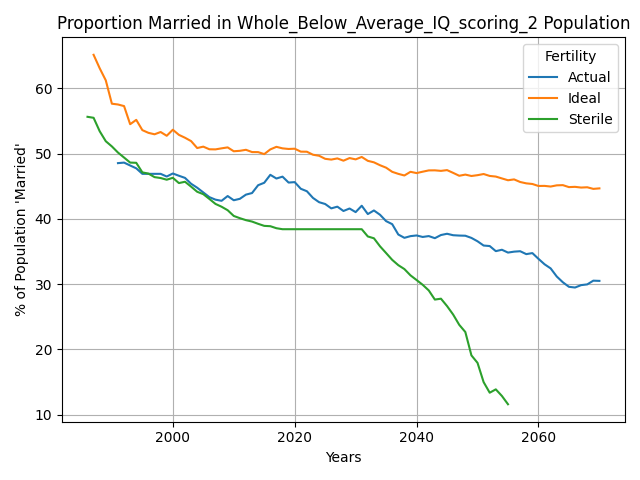 Proportion Married in Whole_Below_Average_IQ_scoring_2 Population
Fertility
Actual
Ideal
Sterile
% of Population 'Married'
60
50
40
30
20
10
2000
2020
2040
2060
Years